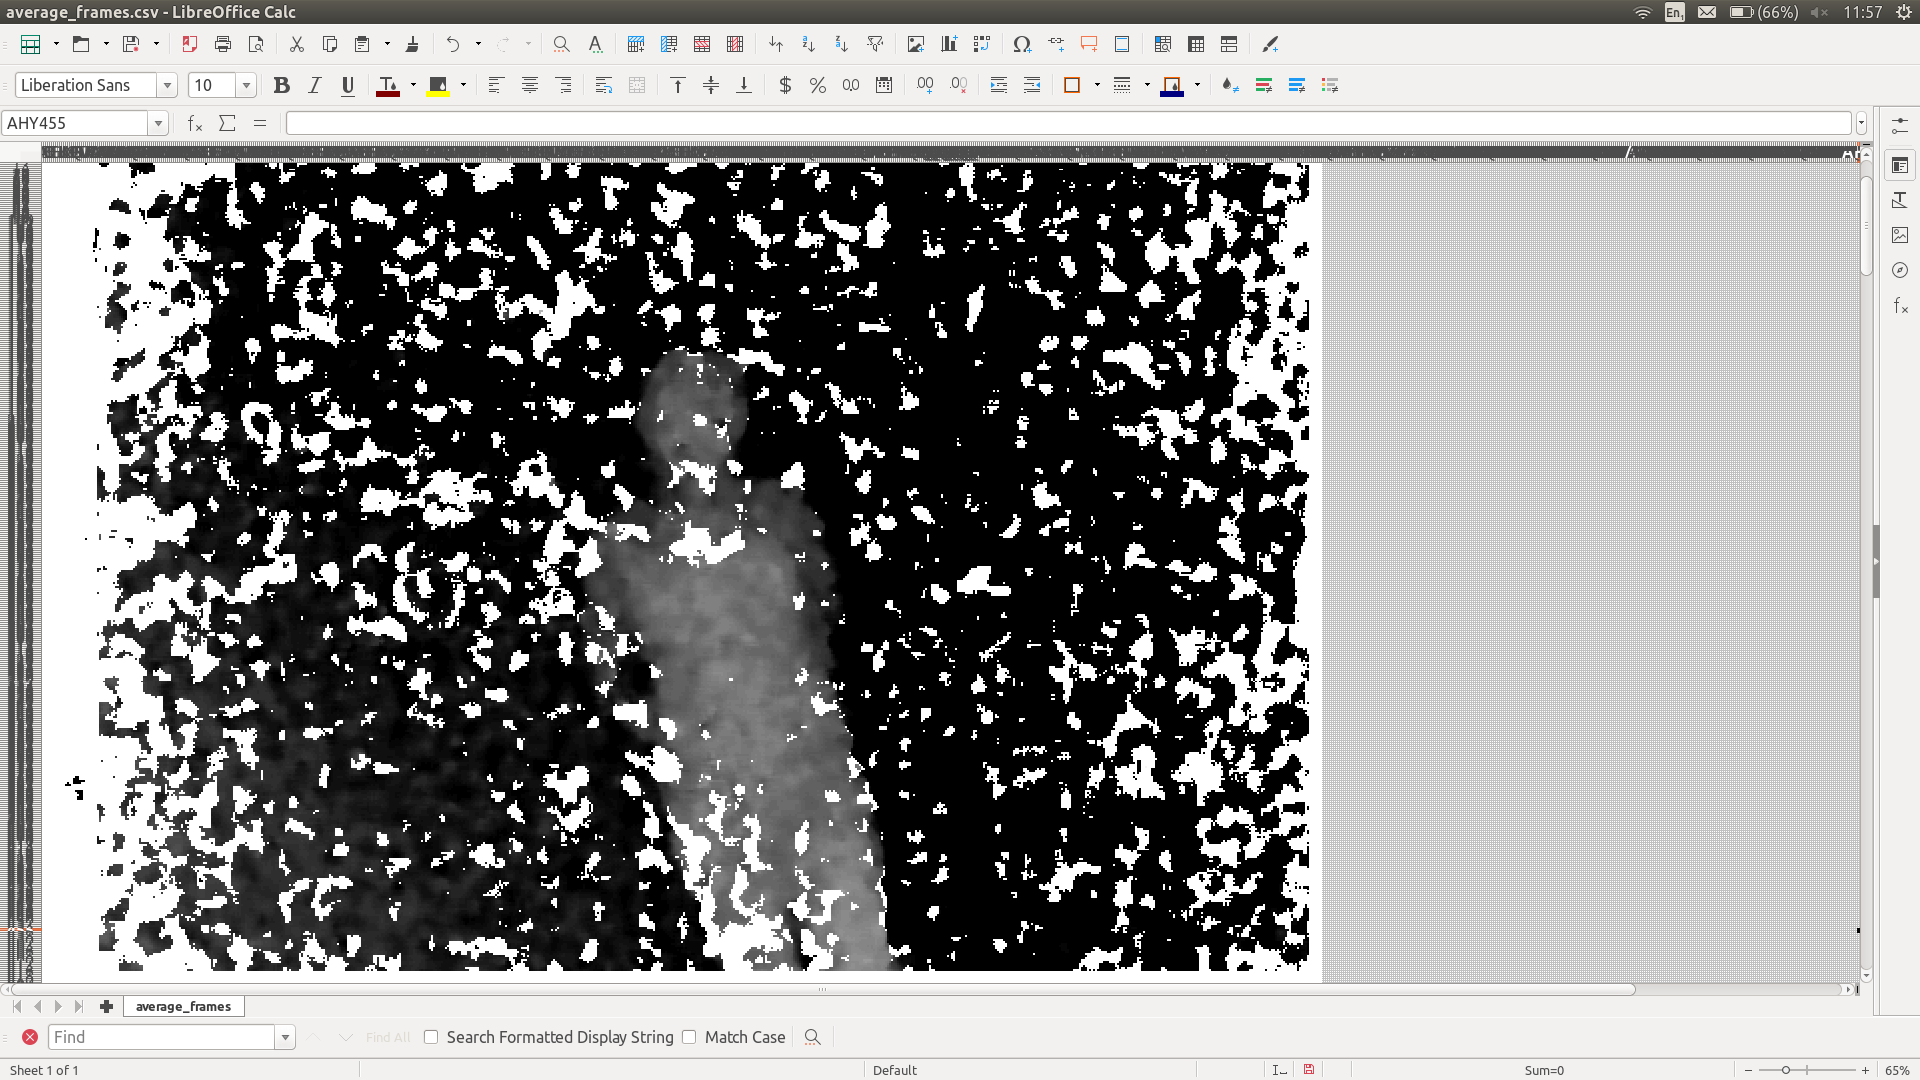 average_frames.csv - LibreOffice Calc
En1 (66%) 11:57
Liberation Sans 10
AHY455
average_frames
Find Find All Search Formatted Display String Match Case
Sheet 1 of 1 Default Sum=0 65%